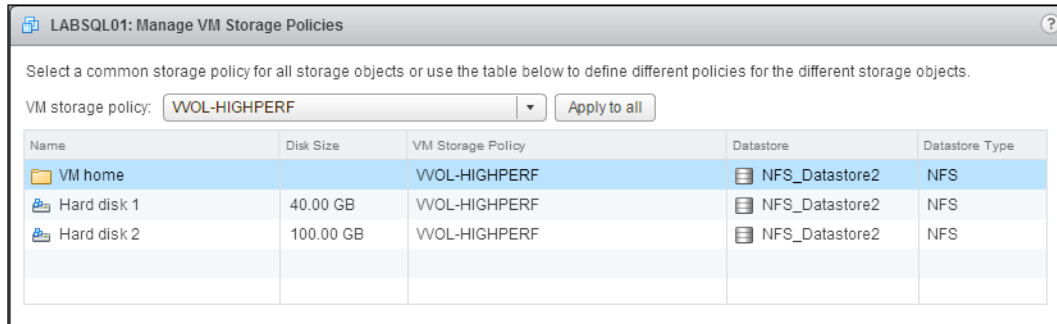 LABSQL01: Manage VM Storage Policies ?
Select a common storage policy for all storage objects or use the table below to define different policies for the different storage objects.
VM storage policy: VVOL-HIGHPERF Apply to all
Name Disk Size VM Storage Policy Datastore Datastore Type
VM home VVOL-HIGHPERF NFS_Datastore2 NFS
Hard disk 1 40.00 GB VVOL-HIGHPERF NFS_Datastore2 NFS
Hard disk 2 100.00 GB VVOL-HIGHPERF NFS_Datastore2 NFS